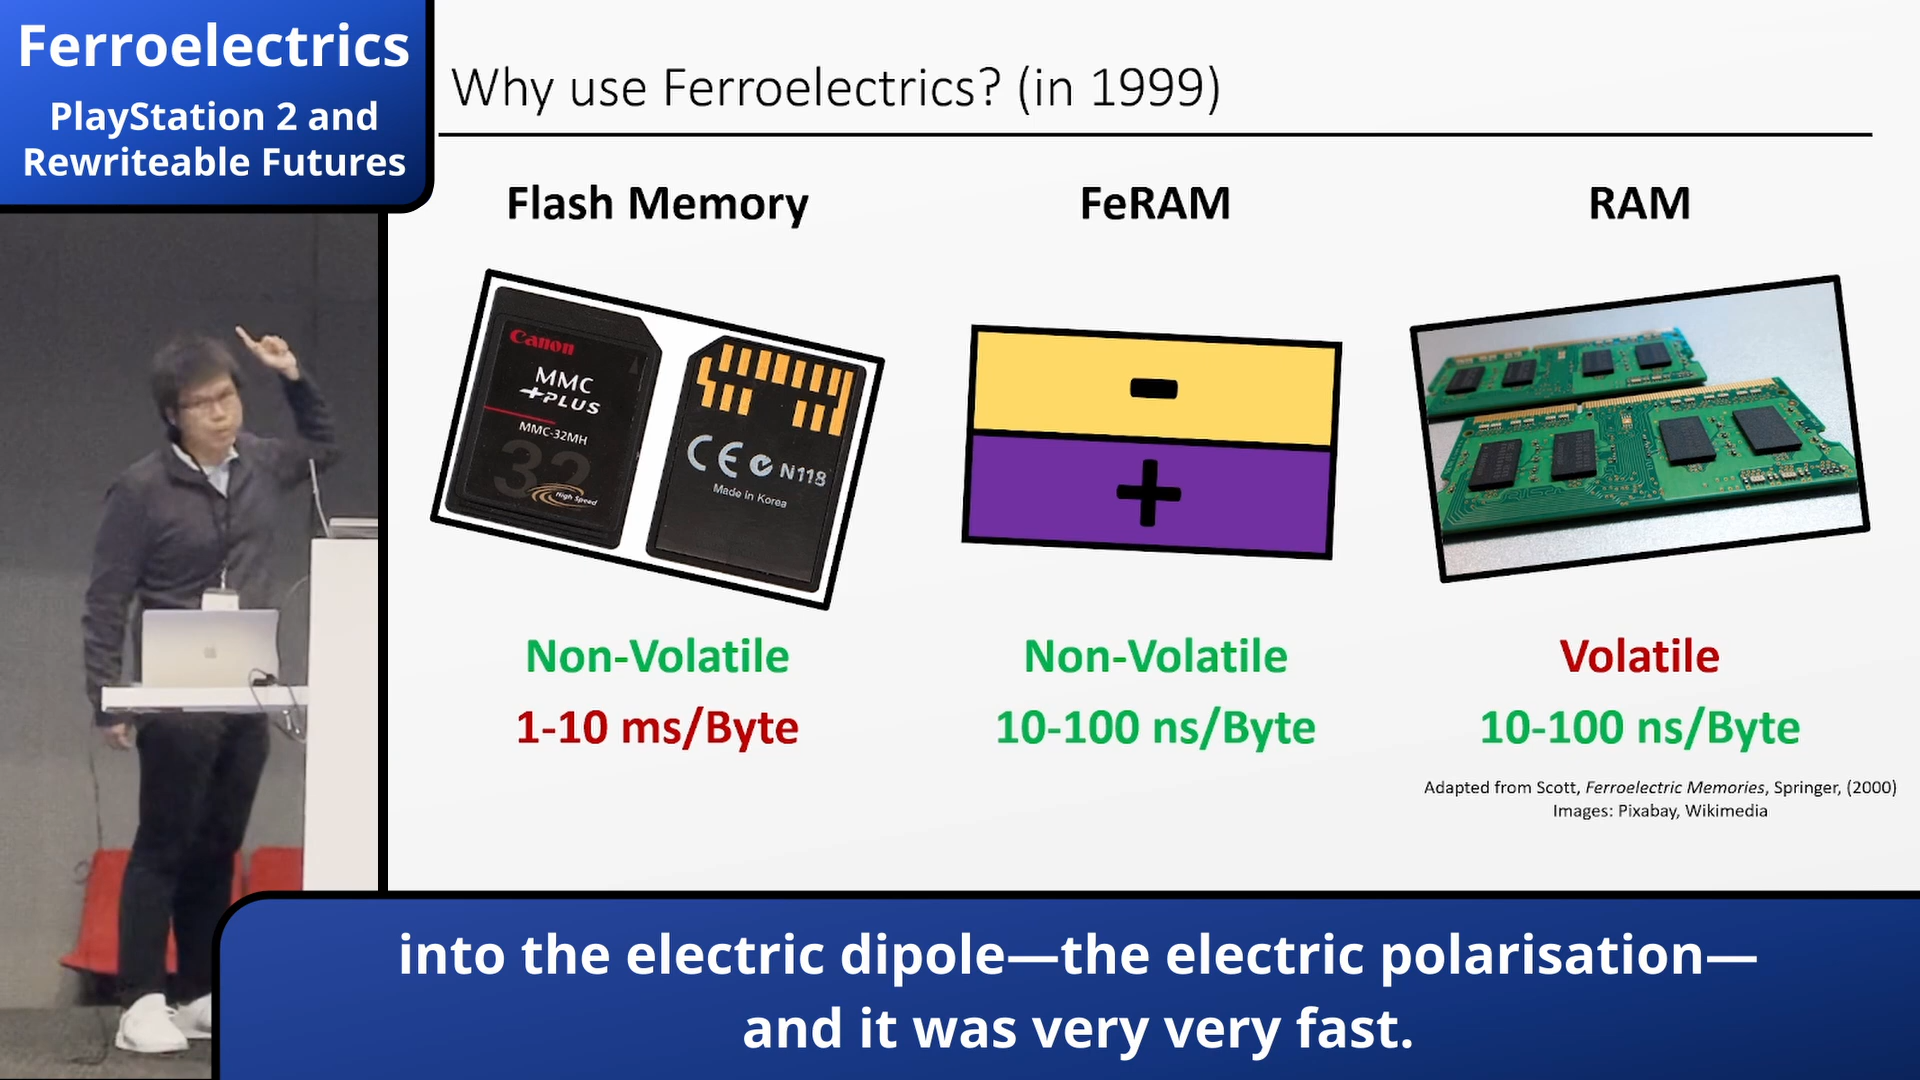 Ferroelectrics
PlayStation 2 and
Rewriteable Futures
Why use Ferroelectrics? (in 1999)
Flash Memory
FeRAM
RAM
Canon
MMC
+PLUS
MMC-32MH
32
High Speed
CE N118
Made in Korea
-
+
Non-Volatile
Non-Volatile
Volatile
1-10 ms/Byte
10-100 ns/Byte
10-100 ns/Byte
Adapted from Scott, Ferroelectric Memories, Springer, (2000)
Images: Pixabay, Wikimedia
into the electric dipole—the electric polarisation—
and it was very very fast.